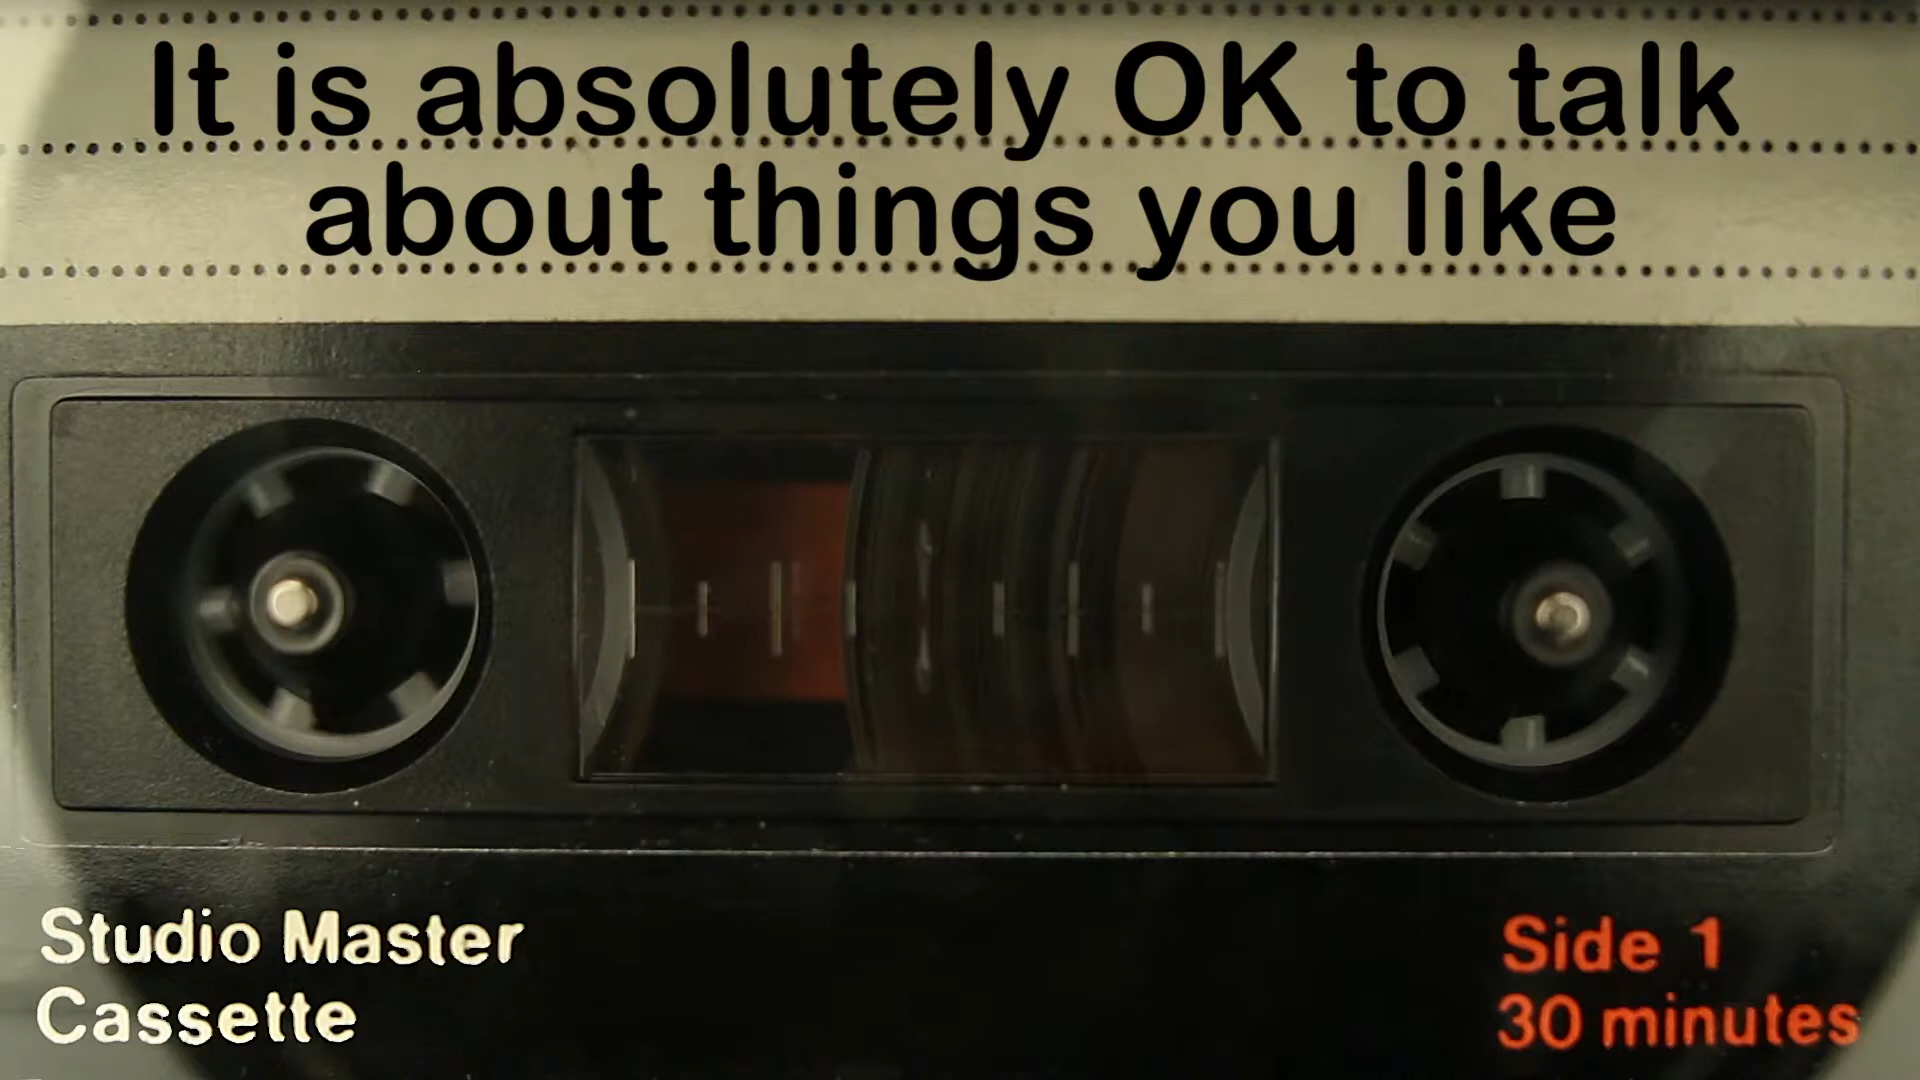 It is absolutely OK to talk
about things you like
Studio Master
Cassette
Side 1
30 minutes